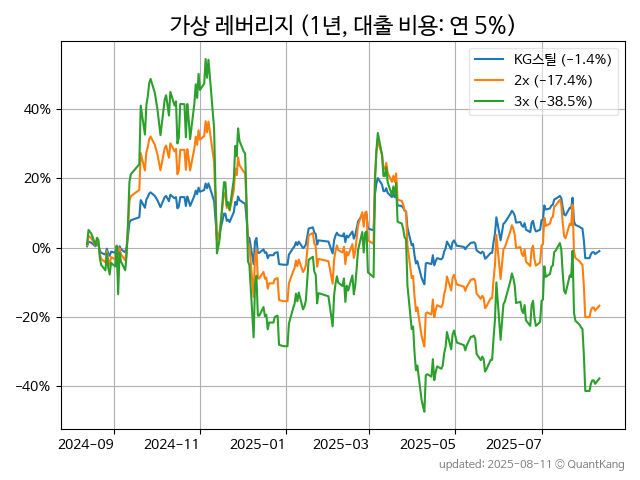 가상 레버리지 (1년, 대출 비용: 연 5%)
KG스틸 (−1.4%)
2x (−17.4%)
3x (−38.5%)
40%
20%
0%
−20%
−40%
2024-09
2024-11
2025-01
2025-03
2025-05
2025-07
updated: 2025-08-11 © QuantKang